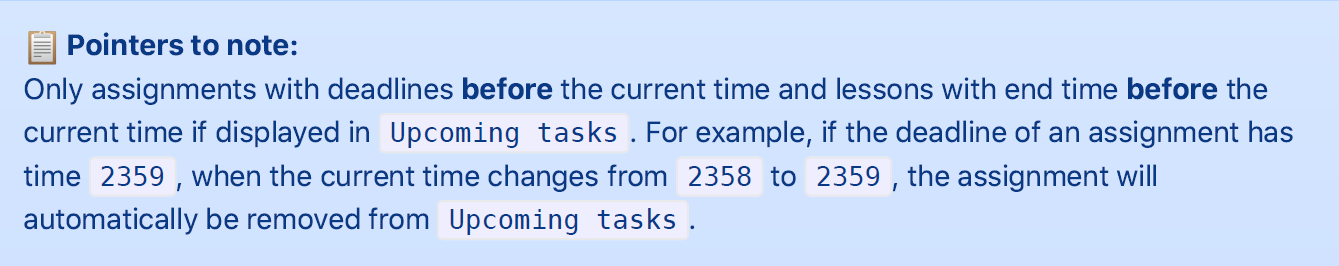 📋 Pointers to note:
Only assignments with deadlines before the current time and lessons with end time before the
current time if displayed in Upcoming tasks. For example, if the deadline of an assignment has
time 2359, when the current time changes from 2358 to 2359, the assignment will
automatically be removed from Upcoming tasks.